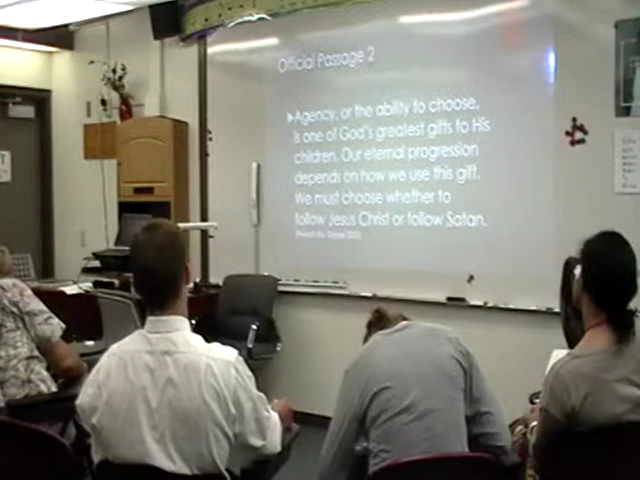 Official Passage 2
Agency, or the ability to choose,
is one of God's greatest gifts to His
children. Our eternal progression
depends on how we use this gift.
We must choose whether to
follow Jesus Christ or follow Satan.